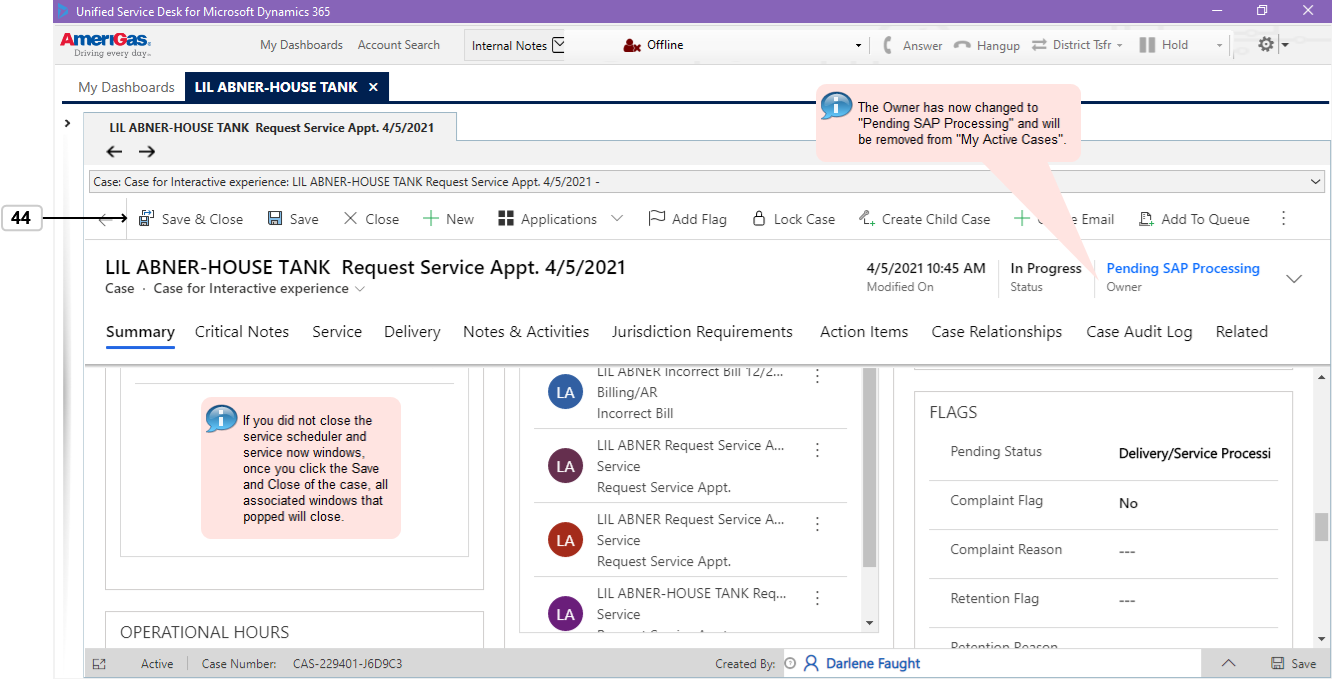 Unified Service Desk for Microsoft Dynamics 365
AmeriGas.
Driving every day..
My Dashboards Account Search Internal Notes Offline Answer Hangup District Tsfr Hold
My Dashboards LIL ABNER-HOUSE TANK
The Owner has now changed to
"Pending SAP Processing" and will
be removed from "My Active Cases".
LIL ABNER-HOUSE TANK Request Service Appt. 4/5/2021
Case: Case for Interactive experience: LIL ABNER-HOUSE TANK Request Service Appt. 4/5/2021 -
44
Save & Close Save Close New Applications Add Flag Lock Case Create Child Case Email Add To Queue
LIL ABNER-HOUSE TANK Request Service Appt. 4/5/2021
Case · Case for Interactive experience
4/5/2021 10:45 AM In Progress Pending SAP Processing
Modified On Status Owner
Summary Critical Notes Service Delivery Notes & Activities Jurisdiction Requirements Action Items Case Relationships Case Audit Log Related
If you did not close the
service scheduler and
service now windows,
once you click the Save
and Close of the case, all
associated windows that
popped will close.
OPERATIONAL HOURS
LIL ABNER Incorrect Bill 12/2...
LA Billing/AR
Incorrect Bill
LIL ABNER Request Service A...
LA Service
Request Service Appt.
LIL ABNER Request Service A...
LA Service
Request Service Appt.
LIL ABNER-HOUSE TANK Req...
LA Service
FLAGS
Pending Status Delivery/Service Processi
Complaint Flag No
Complaint Reason ---
Retention Flag ---
Retention Reason
Active Case Number: CAS-229401-J6D9C3 Created By: Darlene Faught Save